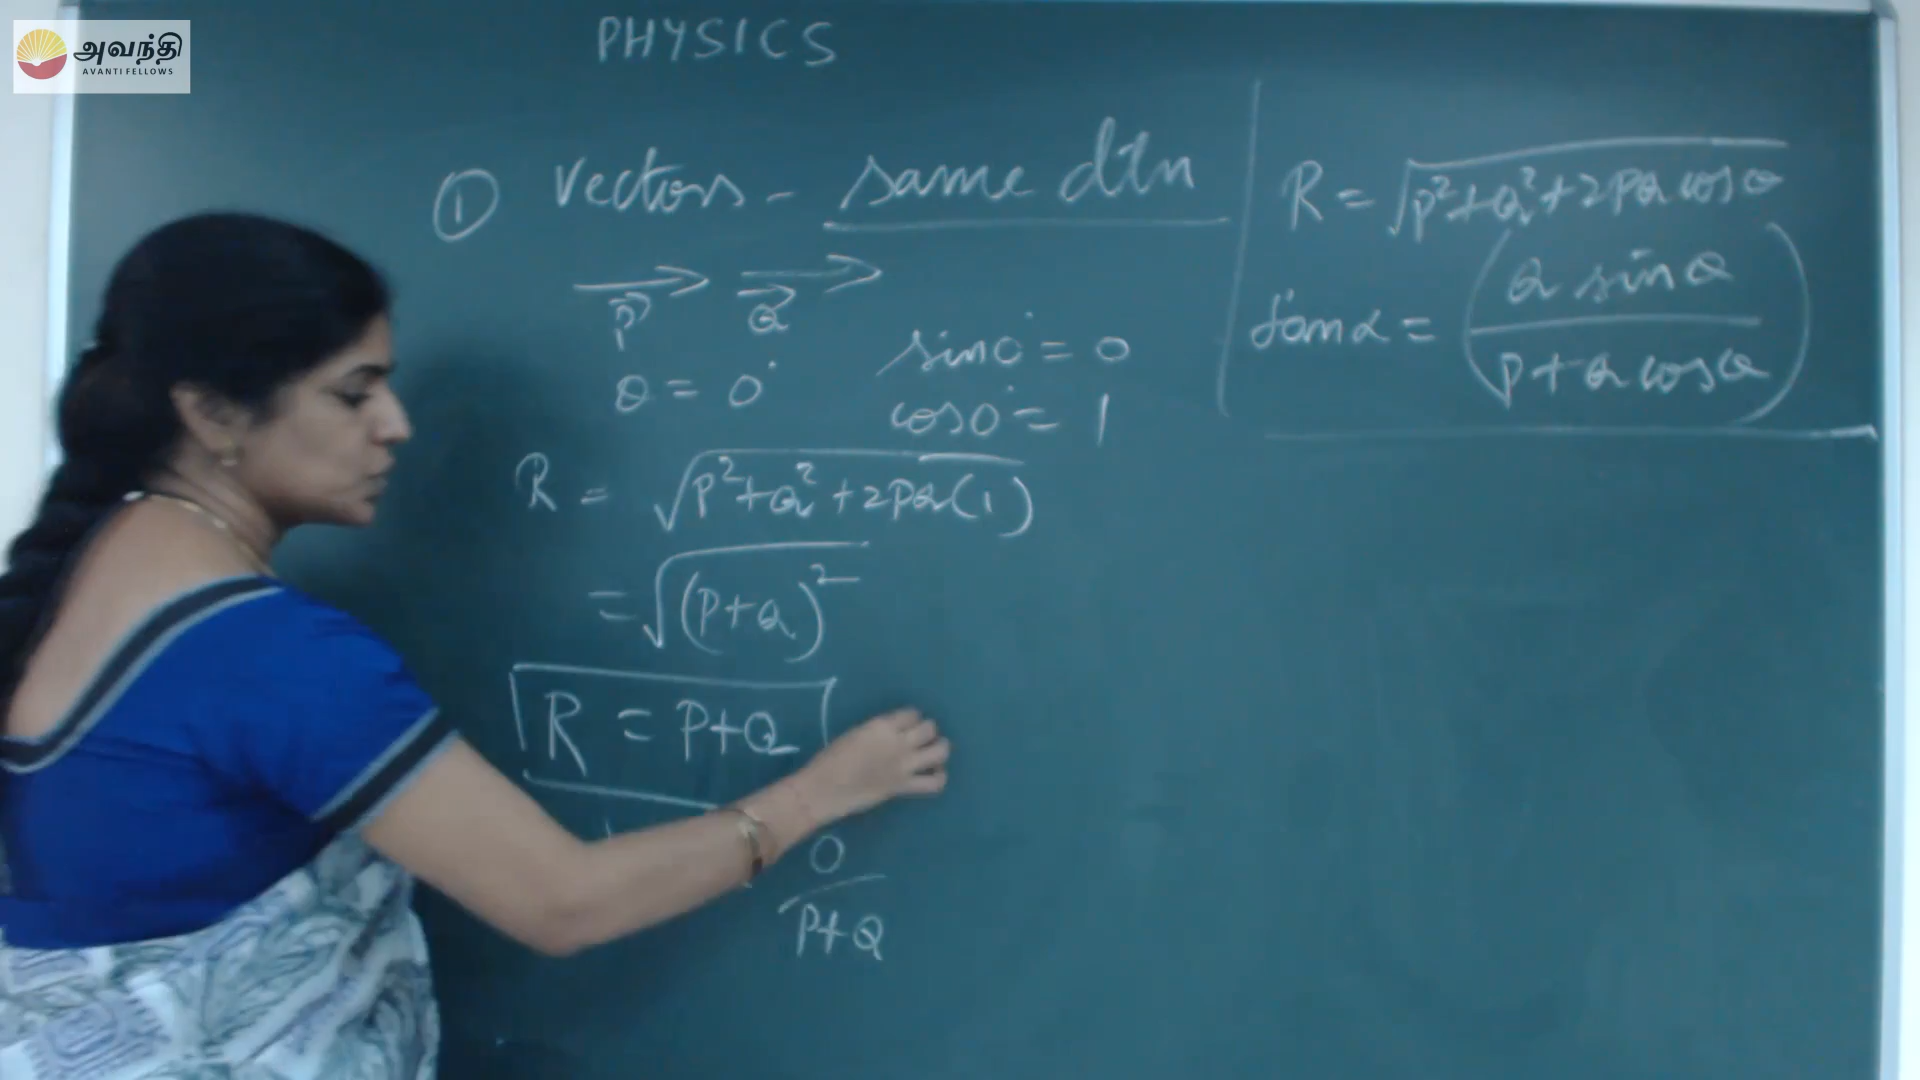 அவந்தி
AVANTI FELLOWS
PHYSICS
① vectors - same dtn
P⃗ Q⃗
θ = 0°
sin0° = 0
cos0° = 1
R = √P²+Q²+2PQ(1)
= √(P+Q)²
R = P+Q
0
P+Q
R = √P²+Q²+2PQ cosθ
tanα = (Q sinθ / P+Q cosθ)